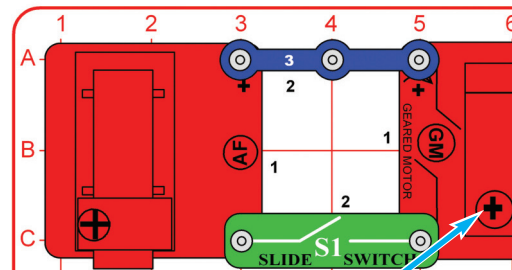 1 2 3 4 5 6
A
3
+ 2 +
B
AF
1
1
GEARED MOTOR
GM
2
C
SLIDE S1 SWITCH